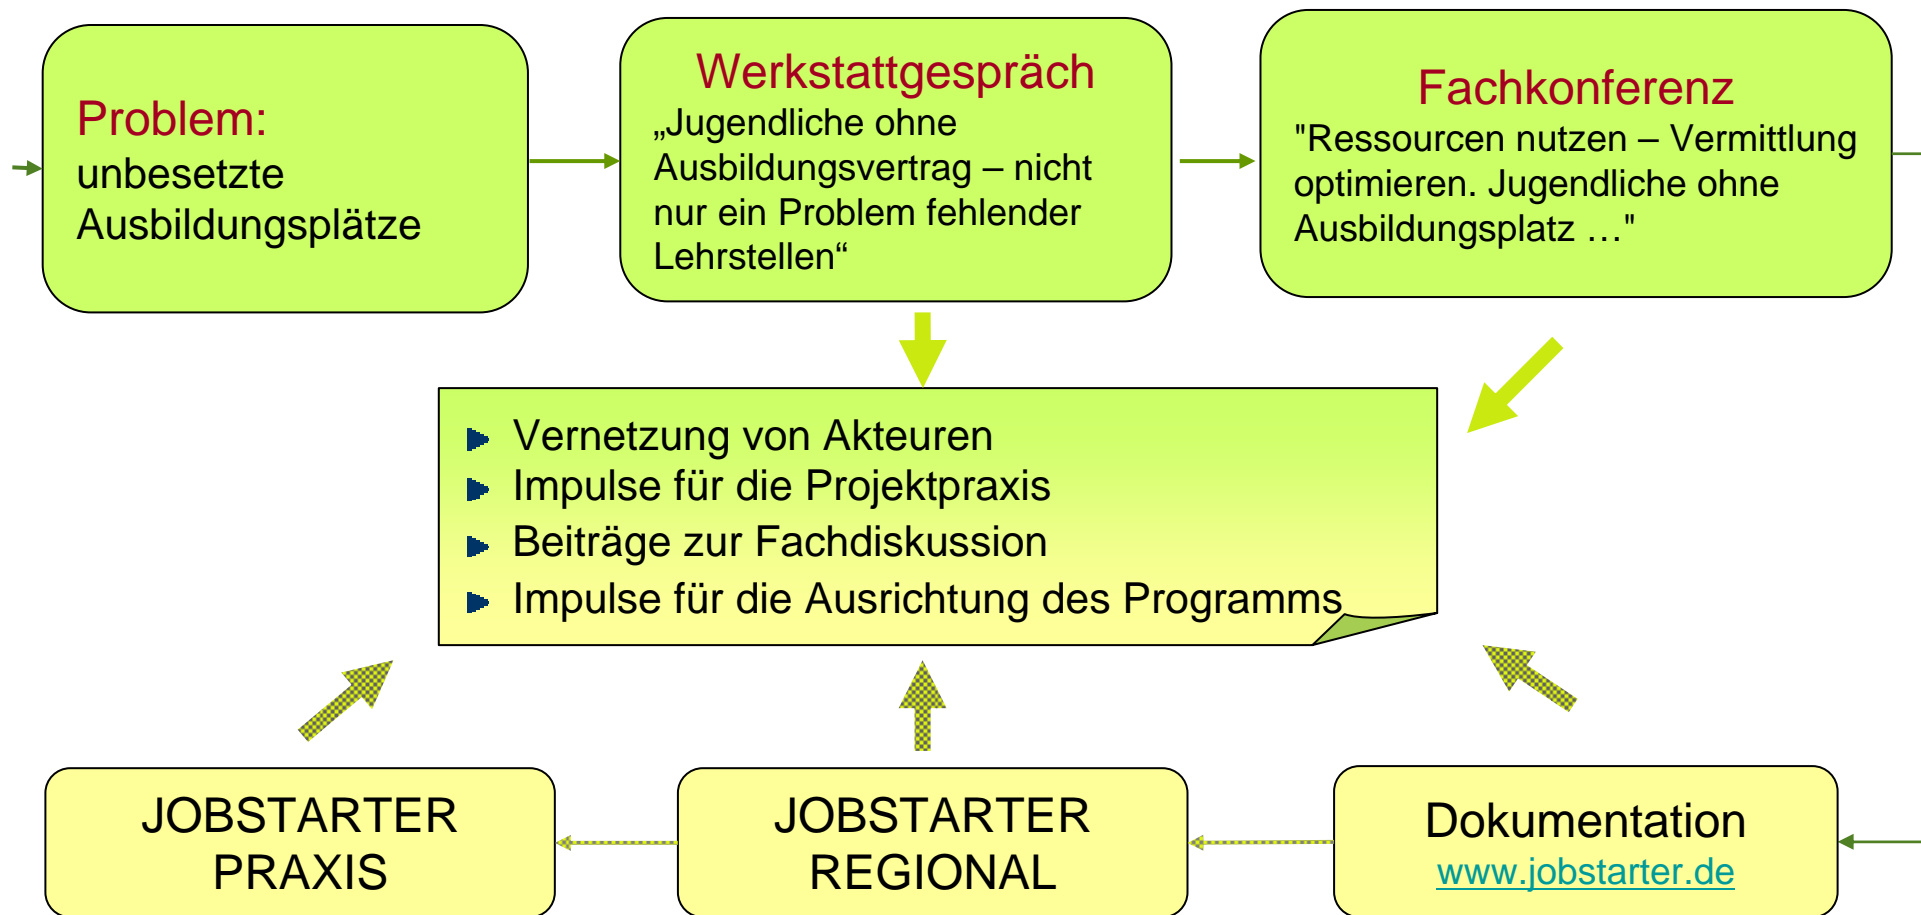 Problem:
unbesetzte
Ausbildungsplätze
Werkstattgespräch
„Jugendliche ohne
Ausbildungsvertrag – nicht
nur ein Problem fehlender
Lehrstellen“
Fachkonferenz
"Ressourcen nutzen – Vermittlung
optimieren. Jugendliche ohne
Ausbildungsplatz …"
Vernetzung von Akteuren
Impulse für die Projektpraxis
Beiträge zur Fachdiskussion
Impulse für die Ausrichtung des Programms
JOBSTARTER
PRAXIS
JOBSTARTER
REGIONAL
Dokumentation
www.jobstarter.de